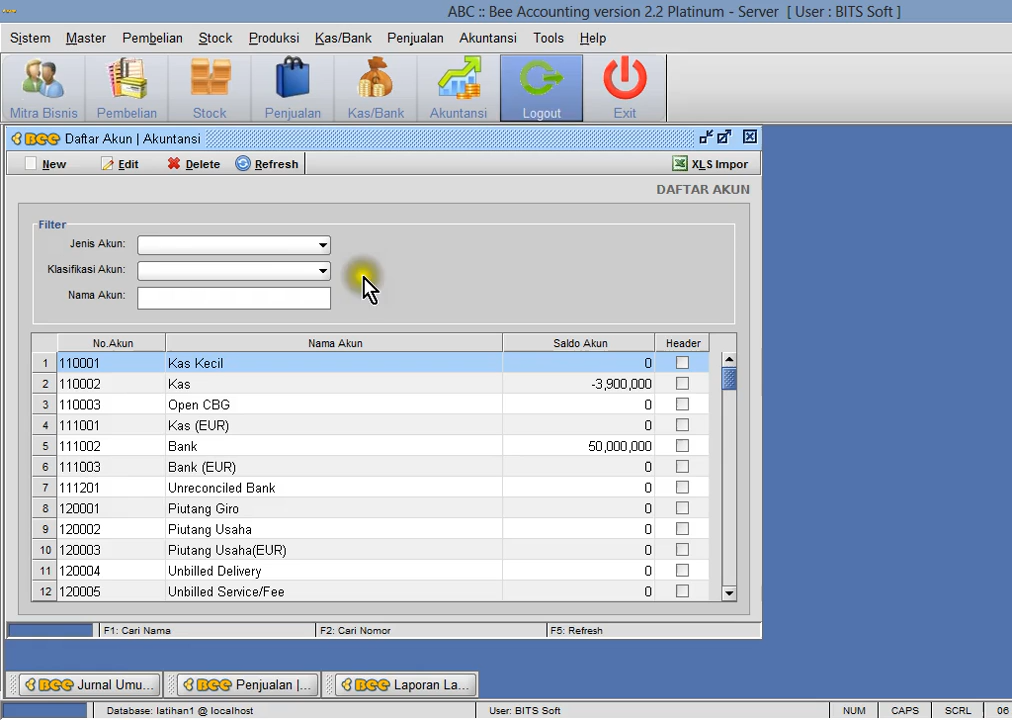 ABC :: Bee Accounting version 2.2 Platinum - Server [ User : BITS Soft ]
Sistem Master Pembelian Stock Produksi Kas/Bank Penjualan Akuntansi Tools Help
Mitra Bisnis Pembelian Stock Penjualan Kas/Bank Akuntansi Logout Exit
BEE Daftar Akun | Akuntansi
New Edit Delete Refresh XLS Impor
DAFTAR AKUN
Filter
Jenis Akun:
Klasifikasi Akun:
Nama Akun:
No.Akun Nama Akun Saldo Akun Header
1 110001 Kas Kecil 0
2 110002 Kas -3,900,000
3 110003 Open CBG 0
4 111001 Kas (EUR) 0
5 111002 Bank 50,000,000
6 111003 Bank (EUR) 0
7 111201 Unreconciled Bank 0
8 120001 Piutang Giro 0
9 120002 Piutang Usaha 0
10 120003 Piutang Usaha(EUR) 0
11 120004 Unbilled Delivery 0
12 120005 Unbilled Service/Fee 0
F1: Cari Nama F2: Cari Nomor F5: Refresh
BEE Jurnal Umu... BEE Penjualan |... BEE Laporan La...
Database: latihan1 @ localhost User: BITS Soft NUM CAPS SCRL 06